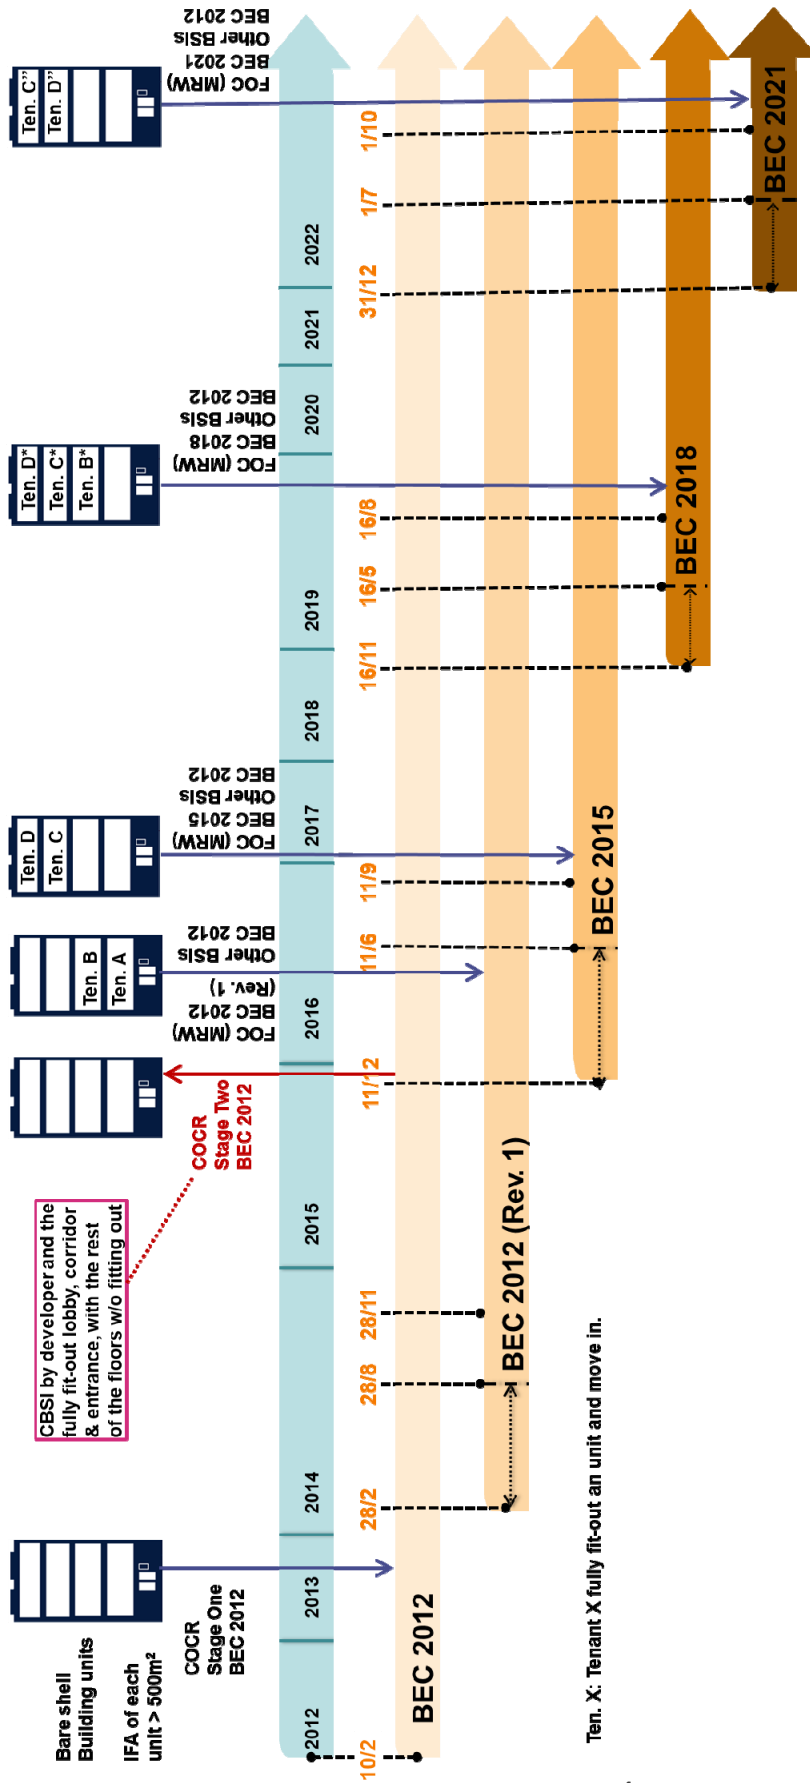 Bare shell
Building units
IFA of each
unit > 500m²
COCR
Stage One
BEC 2012
CBSI by developer and the
fully fit-out lobby, corridor
& entrance, with the rest
of the floors w/o fitting out
COCR
Stage Two
BEC 2012
Ten. B
Ten. A
FOC (MRW)
BEC 2012
(Rev. 1)
Other BSIs
BEC 2012
Ten. D
Ten. C
FOC (MRW)
BEC 2015
Other BSIs
BEC 2012
Ten. D*
Ten. C*
Ten. B*
FOC (MRW)
BEC 2018
Other BSIs
BEC 2012
Ten. C"
Ten. D"
FOC (MRW)
BEC 2021
Other BSIs
BEC 2012
2012
2013
2014
2015
2016
2017
2018
2019
2020
2021
2022
10/2
28/2
28/8
28/11
11/12
11/6
11/9
16/11
16/5
16/8
31/12
1/7
1/10
BEC 2012
BEC 2012 (Rev. 1)
BEC 2015
BEC 2018
BEC 2021
Ten. X: Tenant X fully fit-out an unit and move in.